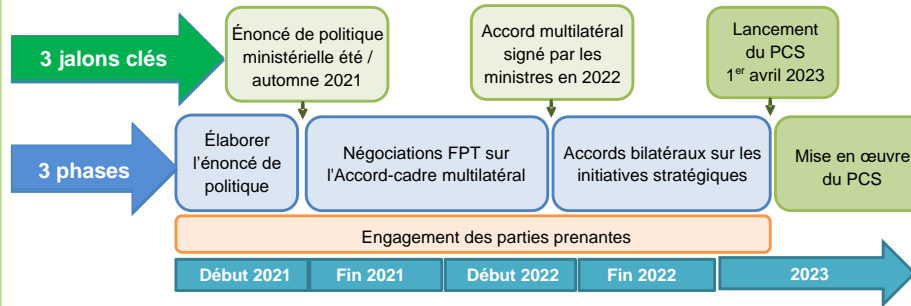 3 jalons clés
Énoncé de politique
ministérielle été /
automne 2021
Accord multilatéral
signé par les
ministres en 2022
Lancement
du PCS
1er avril 2023
3 phases
Élaborer
l'énoncé de
politique
Négociations FPT sur
l'Accord-cadre multilatéral
Accords bilatéraux sur les
initiatives stratégiques
Mise en œuvre
du PCS
Engagement des parties prenantes
Début 2021
Fin 2021
Début 2022
Fin 2022
2023